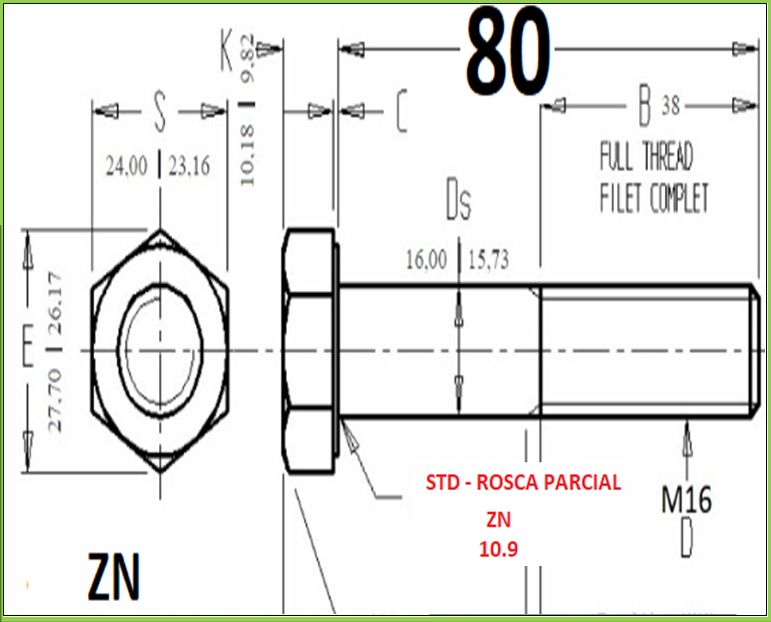 K
9,82
10.18
80
S
C
B 38
24,00 23,16
FULL THREAD
FILET COMPLET
Ds
16,00 15,73
E
26.17
27.70
STD - ROSCA PARCIAL
ZN
10.9
M16
D
ZN